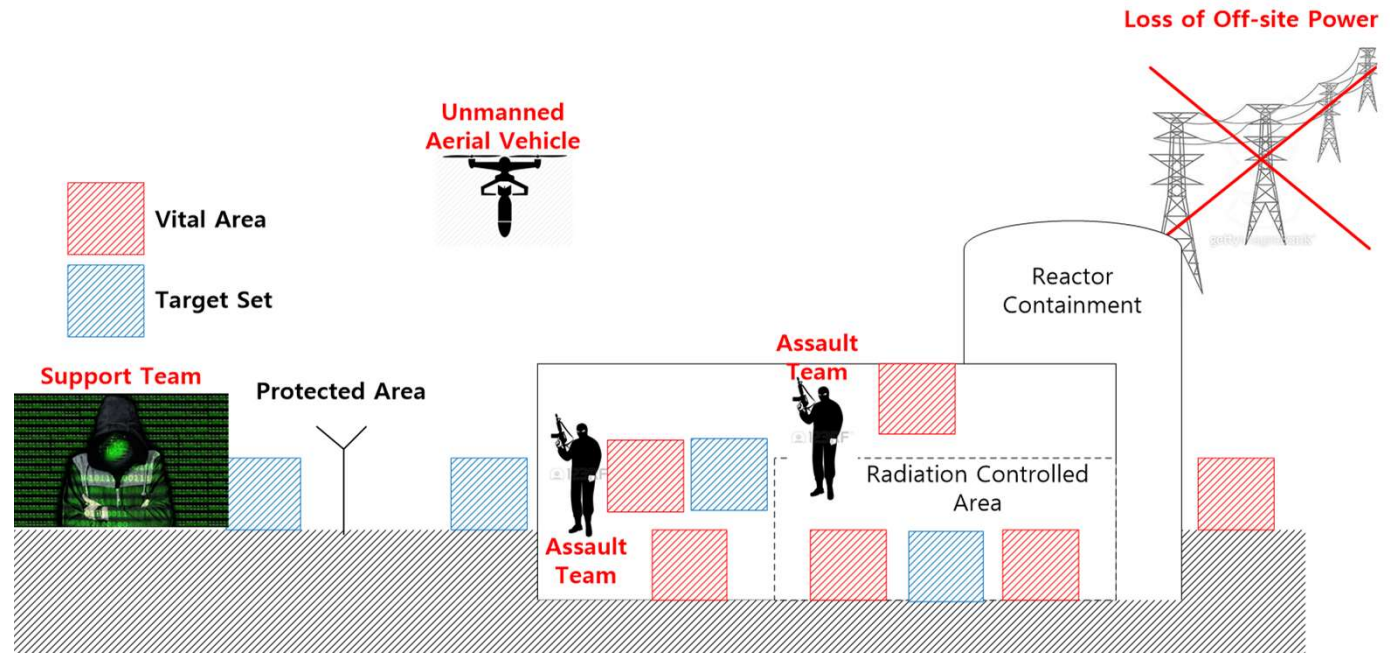 Loss of Off-site Power
Unmanned
Aerial Vehicle
Vital Area
Target Set
Reactor
Containment
Support Team
Protected Area
Assault
Team
Radiation Controlled
Area
Assault
Team